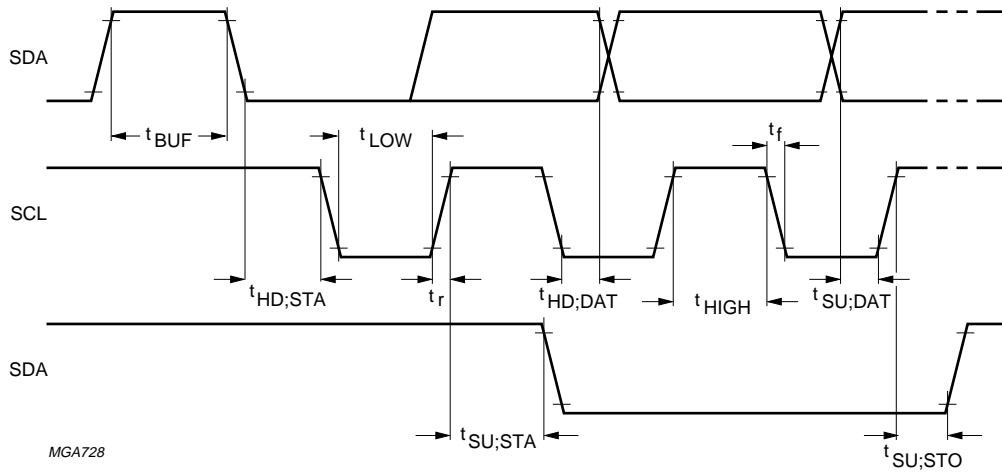 SDA
t BUF
t LOW
t f
SCL
t HD;STA
t r
t HD;DAT
t HIGH
t SU;DAT
SDA
t SU;STA
t SU;STO
MGA728